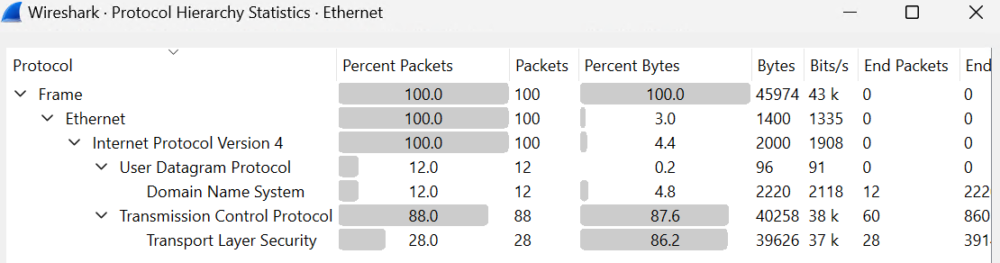 Wireshark · Protocol Hierarchy Statistics · Ethernet
Protocol Percent Packets Packets Percent Bytes Bytes Bits/s End Packets End
Frame 100.0 100 100.0 45974 43 k 0 0
Ethernet 100.0 100 3.0 1400 1335 0 0
Internet Protocol Version 4 100.0 100 4.4 2000 1908 0 0
User Datagram Protocol 12.0 12 0.2 96 91 0 0
Domain Name System 12.0 12 4.8 2220 2118 12 222
Transmission Control Protocol 88.0 88 87.6 40258 38 k 60 860
Transport Layer Security 28.0 28 86.2 39626 37 k 28 391